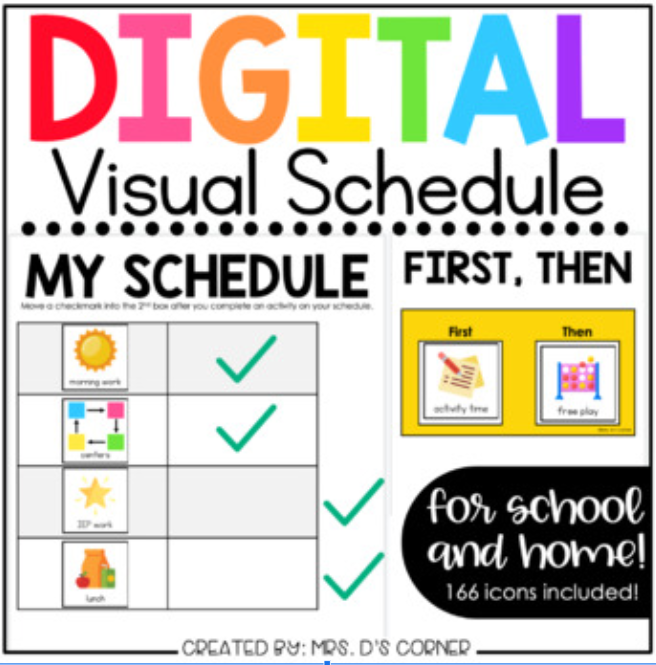 DIGITAL
Visual Schedule
MY SCHEDULE
Move a checkmark into the 2nd box after you complete an activity on your schedule.
morning work
centers
IEP work
lunch
FIRST, THEN
First Then
activity time free play
for school
and home!
166 icons included!
CREATED BY: MRS. D'S CORNER